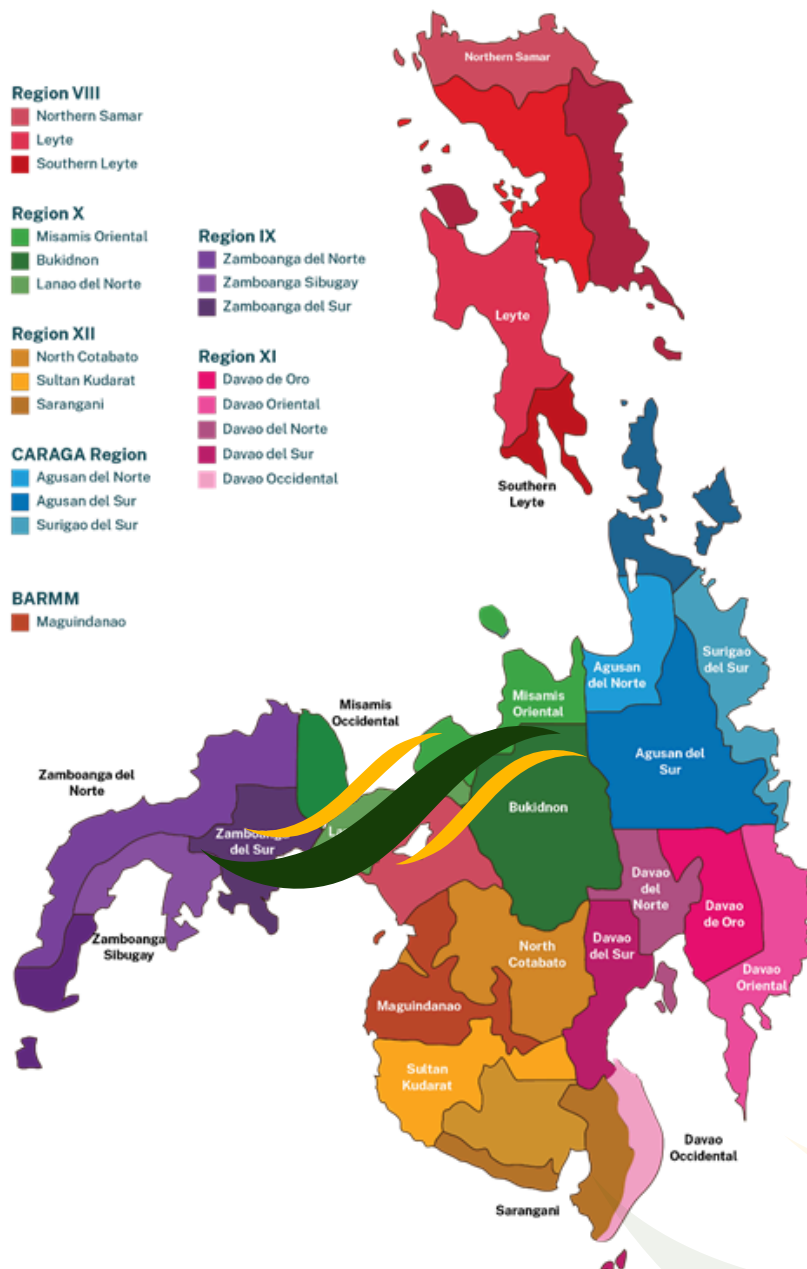 Region VIII
Northern Samar
Leyte
Southern Leyte
Region X
Misamis Oriental
Bukidnon
Lanao del Norte
Region IX
Zamboanga del Norte
Zamboanga Sibugay
Zamboanga del Sur
Region XII
North Cotabato
Sultan Kudarat
Sarangani
Region XI
Davao de Oro
Davao Oriental
Davao del Norte
Davao del Sur
Davao Occidental
CARAGA Region
Agusan del Norte
Agusan del Sur
Surigao del Sur
BARMM
Maguindanao
Northern Samar
Leyte
Southern
Leyte
Surigao
del Sur
Agusan
del Norte
Misamis
Oriental
Misamis
Occidental
Agusan del
Sur
Zamboanga del
Norte
Bukidnon
Zamboanga
del Sur
La
Davao
del
Norte
Davao
de Oro
Zamboanga
Sibugay
North
Cotabato
Davao
del Sur
Davao
Oriental
Maguindanao
Sultan
Kudarat
Davao
Occidental
Sarangani